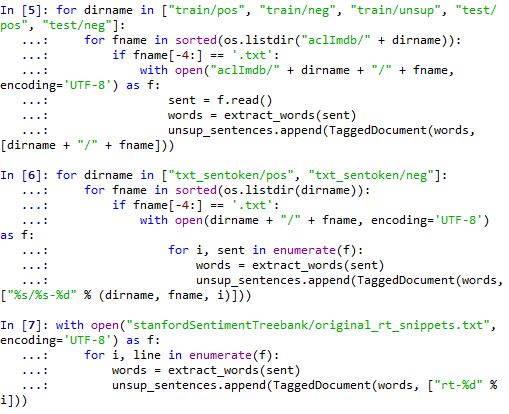 In [5]: for dirname in ["train/pos", "train/neg", "train/unsup", "test/
pos", "test/neg"]:
   ...:     for fname in sorted(os.listdir("aclImdb/" + dirname)):
   ...:         if fname[-4:] == '.txt':
   ...:             with open("aclImdb/" + dirname + "/" + fname,
encoding='UTF-8') as f:
   ...:                 sent = f.read()
   ...:                 words = extract_words(sent)
   ...:                 unsup_sentences.append(TaggedDocument(words,
[dirname + "/" + fname]))
In [6]: for dirname in ["txt_sentoken/pos", "txt_sentoken/neg"]:
   ...:     for fname in sorted(os.listdir(dirname)):
   ...:         if fname[-4:] == '.txt':
   ...:             with open(dirname + "/" + fname, encoding='UTF-8')
as f:
   ...:                 for i, sent in enumerate(f):
   ...:                     words = extract_words(sent)
   ...:                     unsup_sentences.append(TaggedDocument(words,
["%s/%s-%d" % (dirname, fname, i)]))
In [7]: with open("stanfordSentimentTreebank/original_rt_snippets.txt",
encoding='UTF-8') as f:
   ...:     for i, line in enumerate(f):
   ...:         words = extract_words(sent)
   ...:         unsup_sentences.append(TaggedDocument(words, ["rt-%d" %
i]))